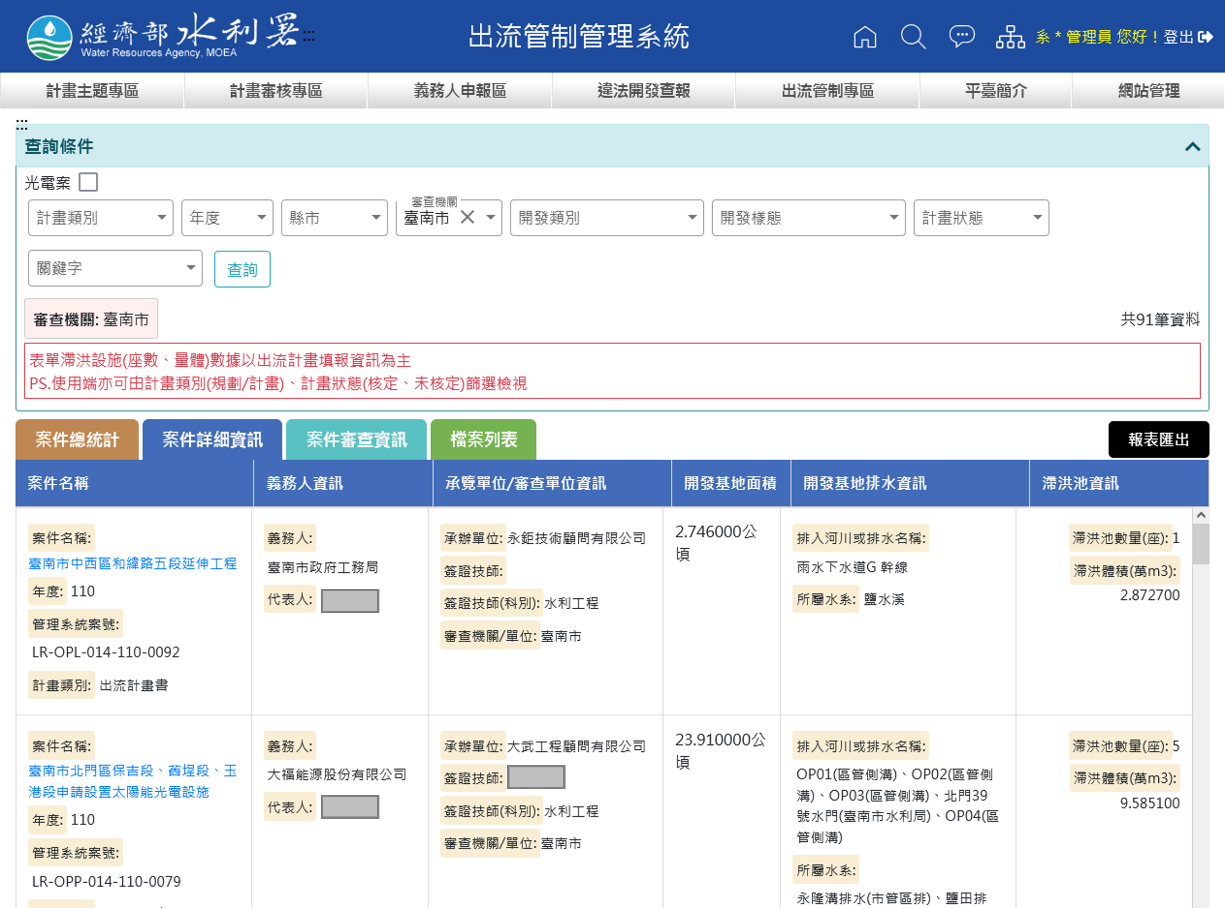 經濟部水利署
Water Resources Agency, MOEA
:::
出流管制管理系統
系*管理員 您好! 登出
計畫主題專區 計畫審核專區 義務人申報區 違法開發查報 出流管制專區 平臺簡介 網站管理
:::
查詢條件
光電案
計畫類別 年度 縣市 審查機關 臺南市 開發類別 開發樣態 計畫狀態
關鍵字 查詢
審查機關: 臺南市 共91筆資料
表單滯洪設施(座數、量體)數據以出流計畫填報資訊為主
PS.使用端亦可由計畫類別(規劃/計畫)、計畫狀態(核定、未核定)篩選檢視
案件總統計 案件詳細資訊 案件審查資訊 檔案列表 報表匯出
案件名稱 義務人資訊 承覽單位/審查單位資訊 開發基地面積 開發基地排水資訊 滯洪池資訊
案件名稱:
臺南市中西區和緯路五段延伸工程
年度: 110
管理系統案號:
LR-OPL-014-110-0092
計畫類別: 出流計畫書
義務人:
臺南市政府工務局
代表人:
承辦單位: 永鉅技術顧問有限公司
簽證技師:
簽證技師(科別): 水利工程
審查機關/單位: 臺南市
2.746000公
頃
排入河川或排水名稱:
雨水下水道G 幹線
所屬水系: 鹽水溪
滯洪池數量(座): 1
滯洪體積(萬m3):
2.872700
案件名稱:
臺南市北門區保吉段、舊埕段、玉
港段申請設置太陽能光電設施
年度: 110
管理系統案號:
LR-OPP-014-110-0079
義務人:
大福能源股份有限公司
代表人:
承辦單位: 大武工程顧問有限公司
簽證技師:
簽證技師(科別): 水利工程
審查機關/單位: 臺南市
23.910000公
頃
排入河川或排水名稱:
OP01(區管側溝)、OP02(區管側
溝)、OP03(區管側溝)、北門39
號水門(臺南市水利局)、OP04(區
管側溝)
所屬水系:
永隆溝排水(市管區排)、鹽田排
滯洪池數量(座): 5
滯洪體積(萬m3):
9.585100